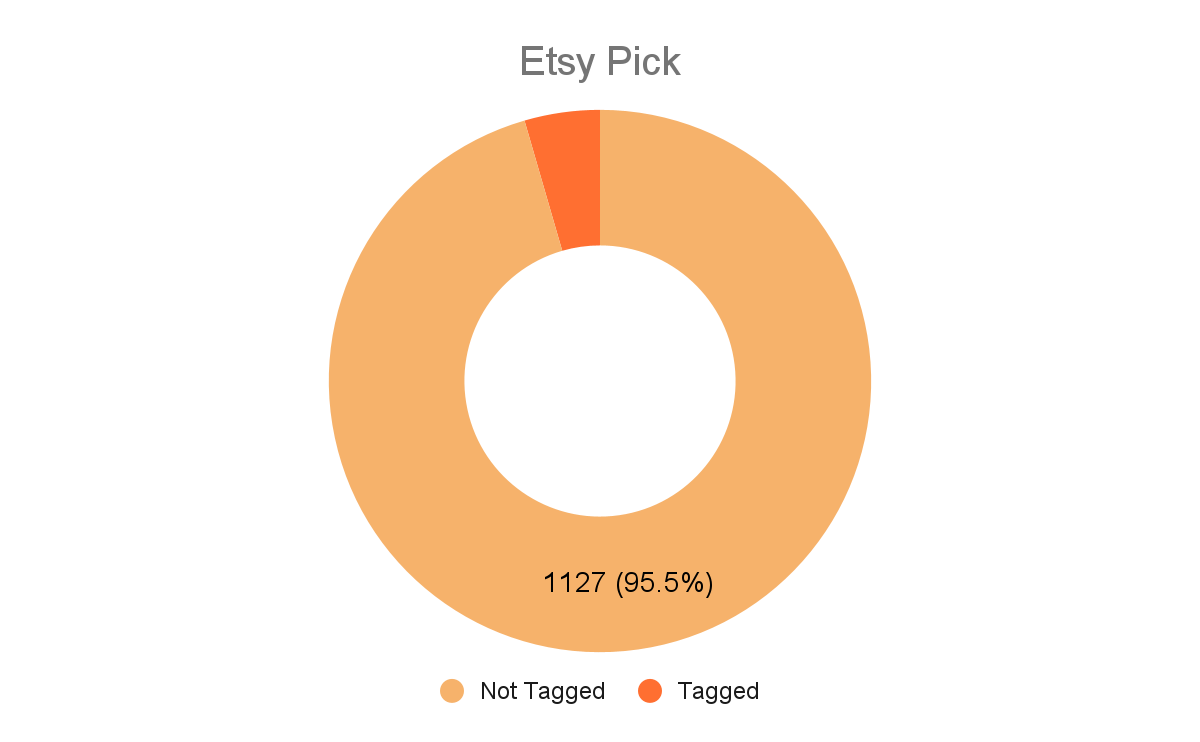 Etsy Pick
1127 (95.5%)
Not Tagged
Tagged